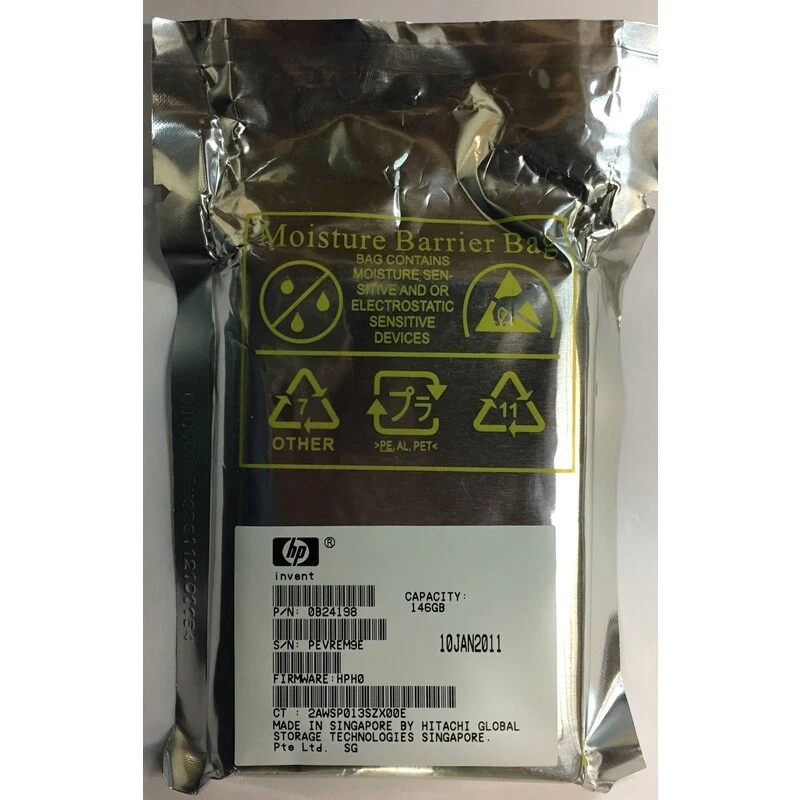 Moisture Barrier Bag
BAG CONTAINS
MOISTURE SEN-
SITIVE AND OR
ELECTROSTATIC
SENSITIVE
DEVICES
7
OTHER
プラ
>PE, AL, PET<
11
hp ®
invent
CAPACITY:
146GB
P/N: 0B24198
S/N: PEVREM9E
10JAN2011
FIRMWARE:HPH0
CT : 2AWSP013SZX00E
MADE IN SINGAPORE BY HITACHI GLOBAL
STORAGE TECHNOLOGIES SINGAPORE.
Pte Ltd. SG